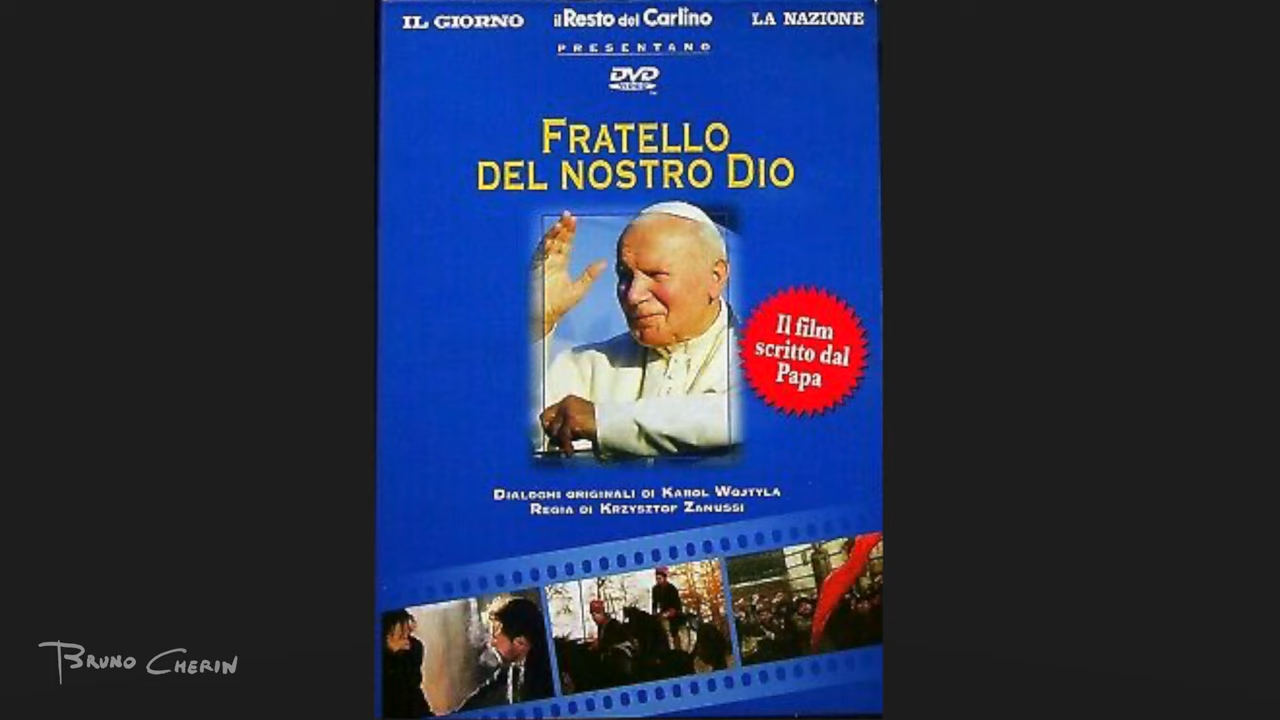 IL GIORNO
il Resto del Carlino
LA NAZIONE
PRESENTANO
DVD
VIDEO
FRATELLO
DEL NOSTRO DIO
Il film
scritto dal
Papa
DIALOGHI ORIGINALI DI KAROL WOJTYLA
REGIA DI KRZYSZTOF ZANUSSI
BRUNO CHERIN